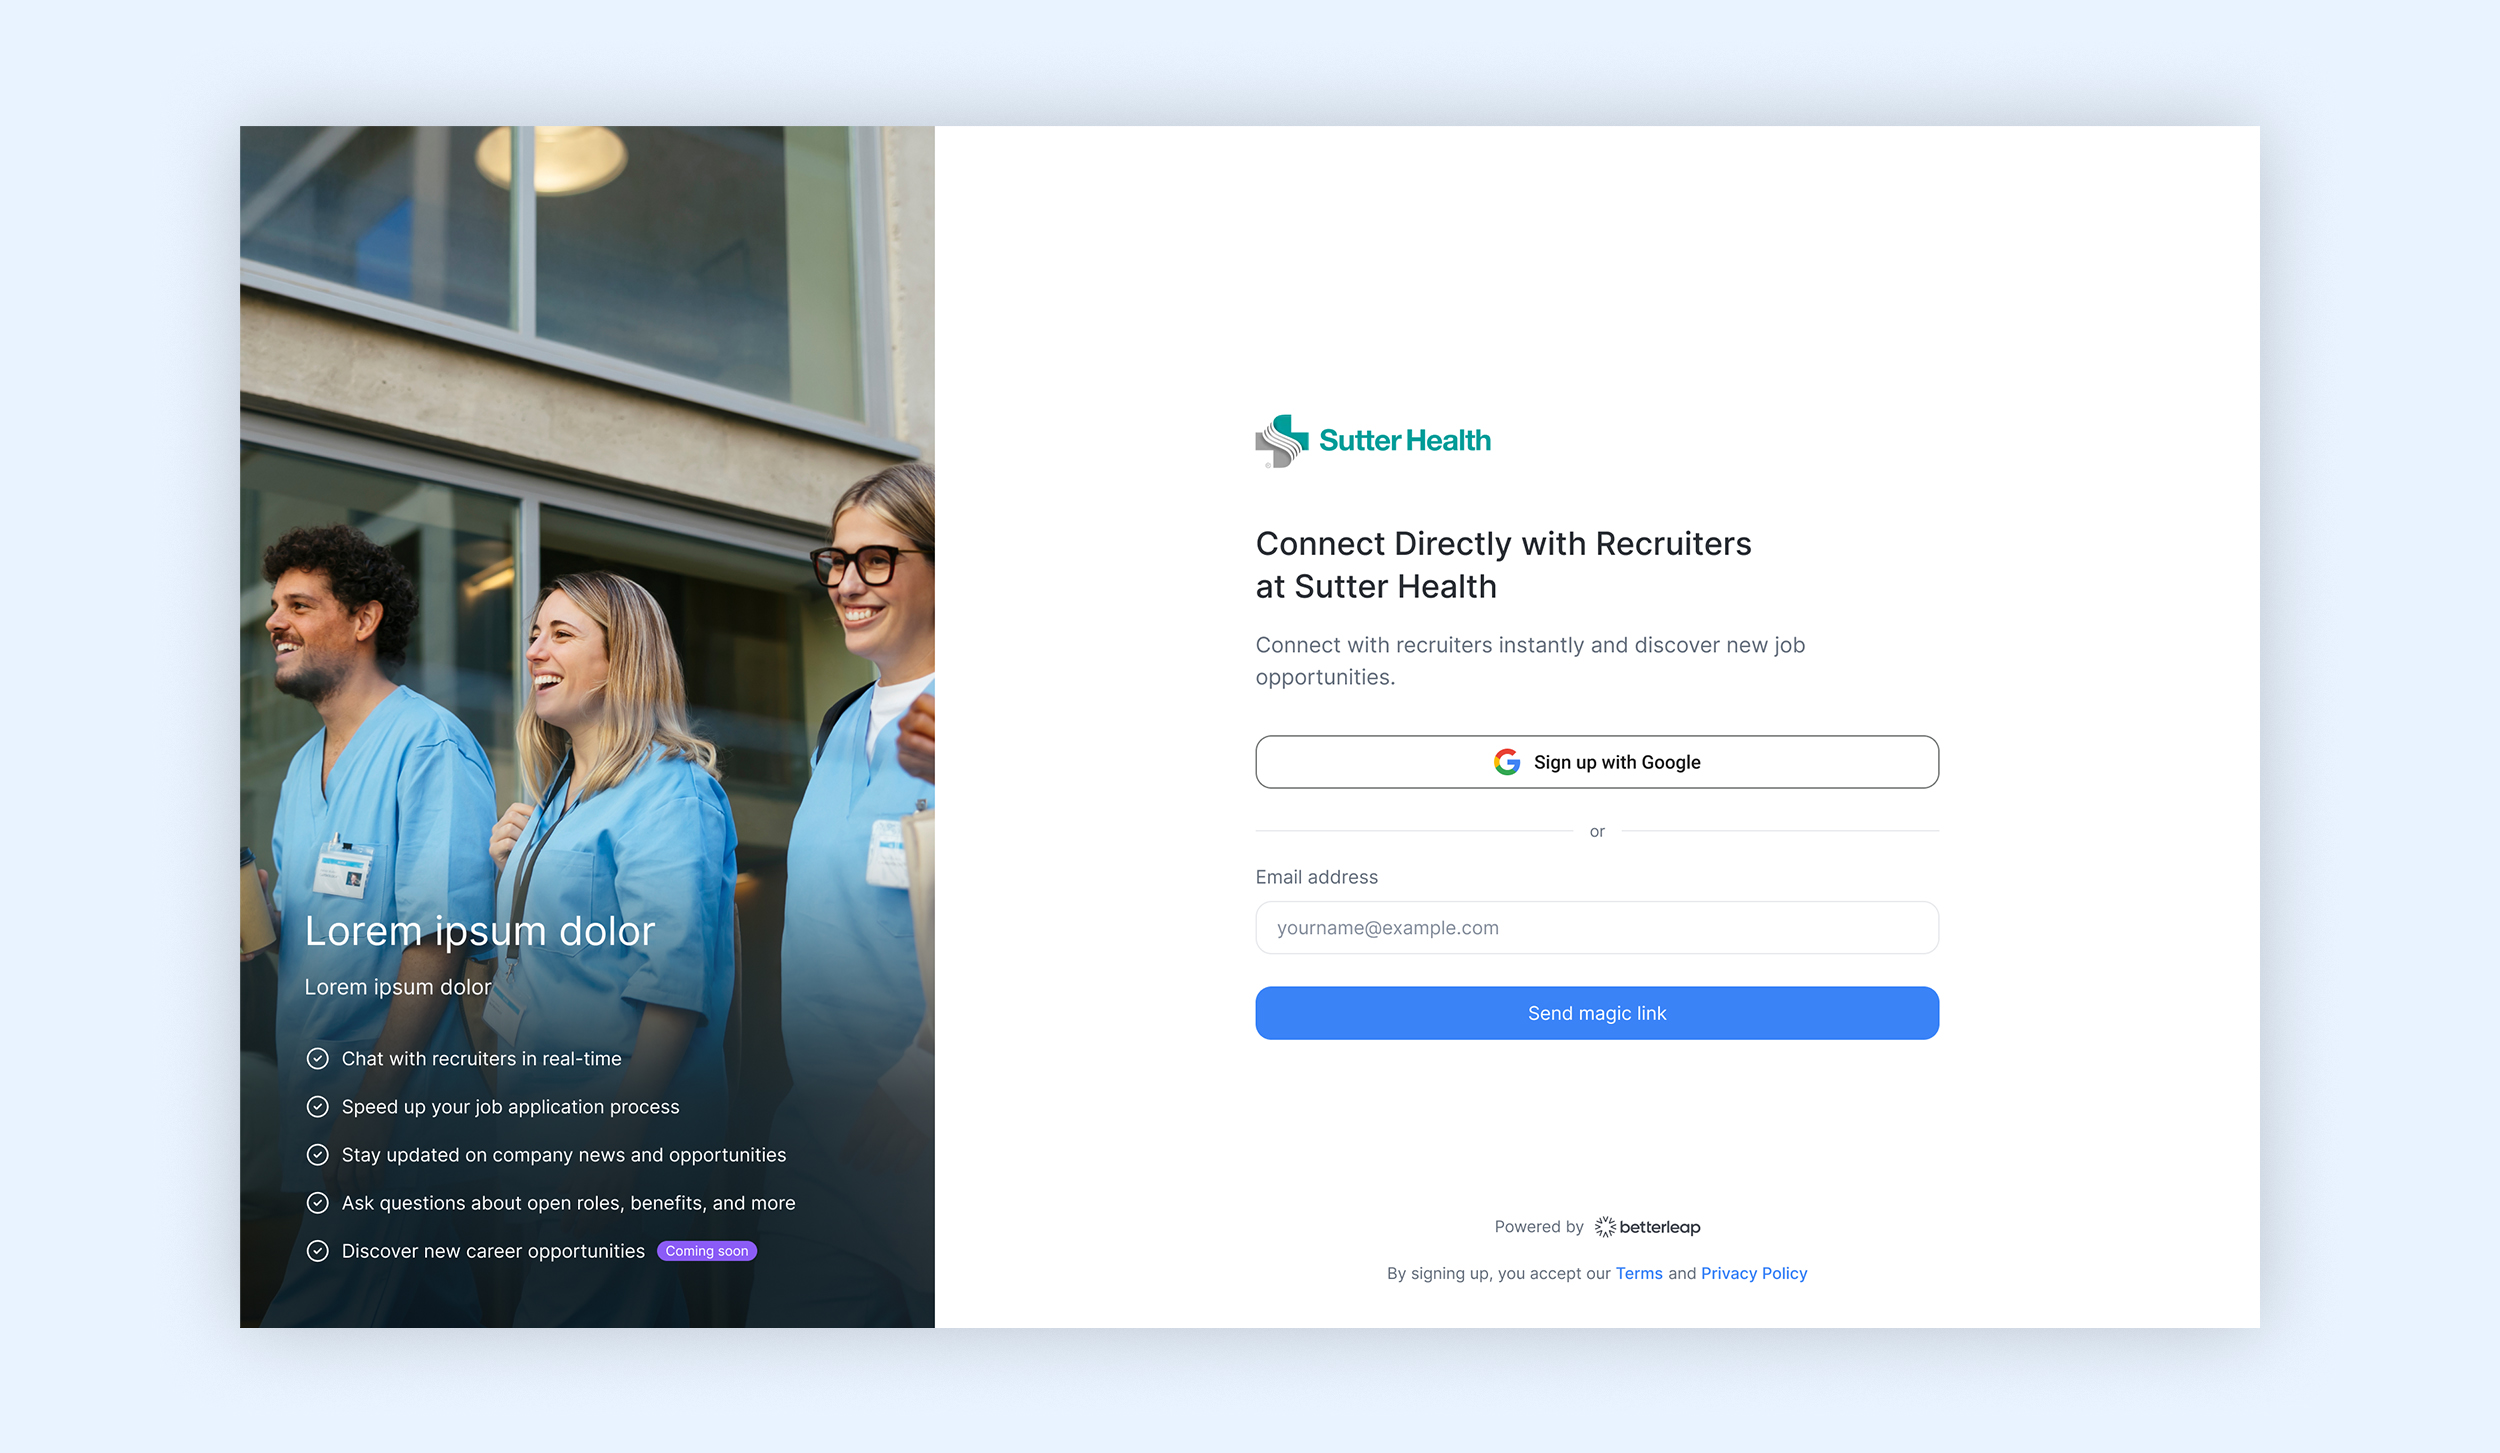 Lorem ipsum dolor
Lorem ipsum dolor
Chat with recruiters in real-time
Speed up your job application process
Stay updated on company news and opportunities
Ask questions about open roles, benefits, and more
Discover new career opportunities Coming soon
Sutter Health
Connect Directly with Recruiters
at Sutter Health
Connect with recruiters instantly and discover new job
opportunities.
Sign up with Google
or
Email address
yourname@example.com
Send magic link
Powered by betterleap
By signing up, you accept our Terms and Privacy Policy